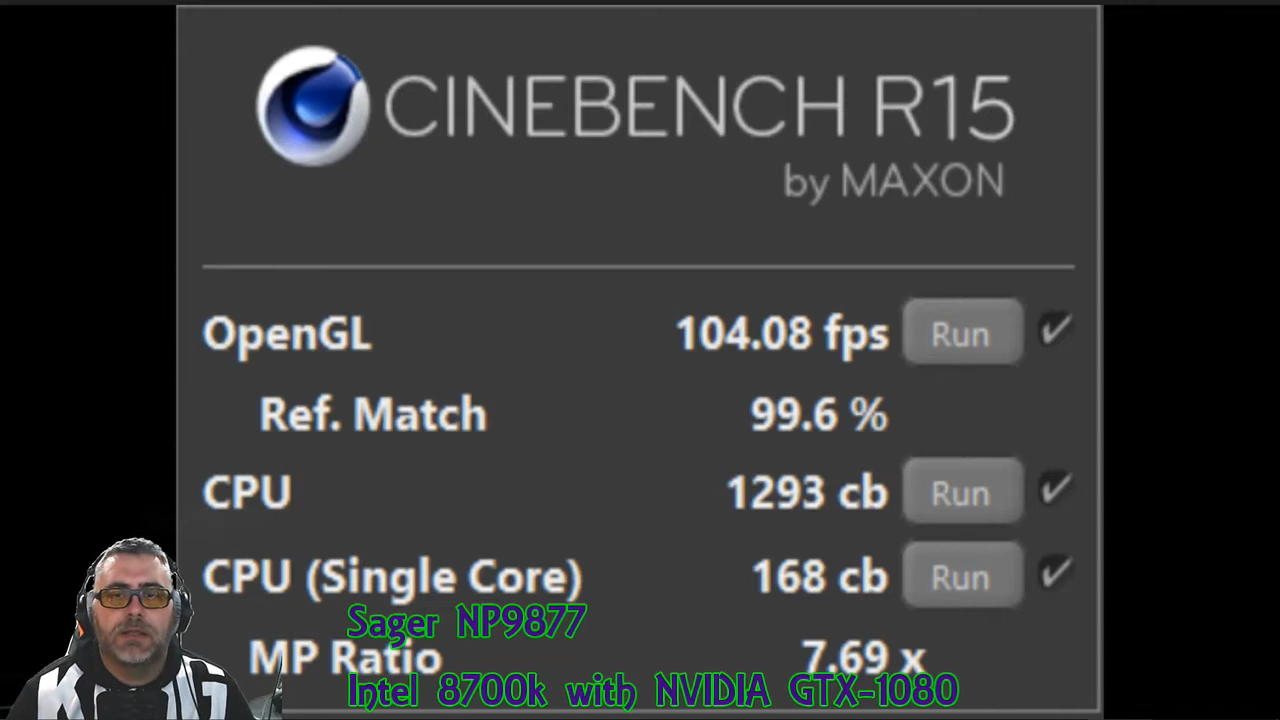 CINEBENCH R15
by MAXON
OpenGL 104.08 fps Run
Ref. Match 99.6 %
CPU 1293 cb Run
CPU (Single Core) 168 cb Run
Sager NP9877
MP Ratio 7.69 x
Intel 8700k with NVIDIA GTX-1080